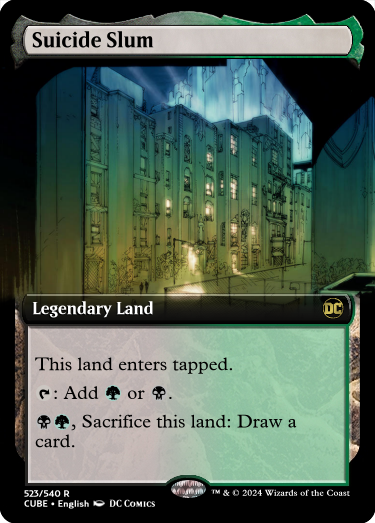 Suicide Slum
Legendary Land
DC
This land enters tapped.
: Add or .
, Sacrifice this land: Draw a
card.
523/540 R
CUBE • English DC COMICS
™ & © 2024 Wizards of the Coast